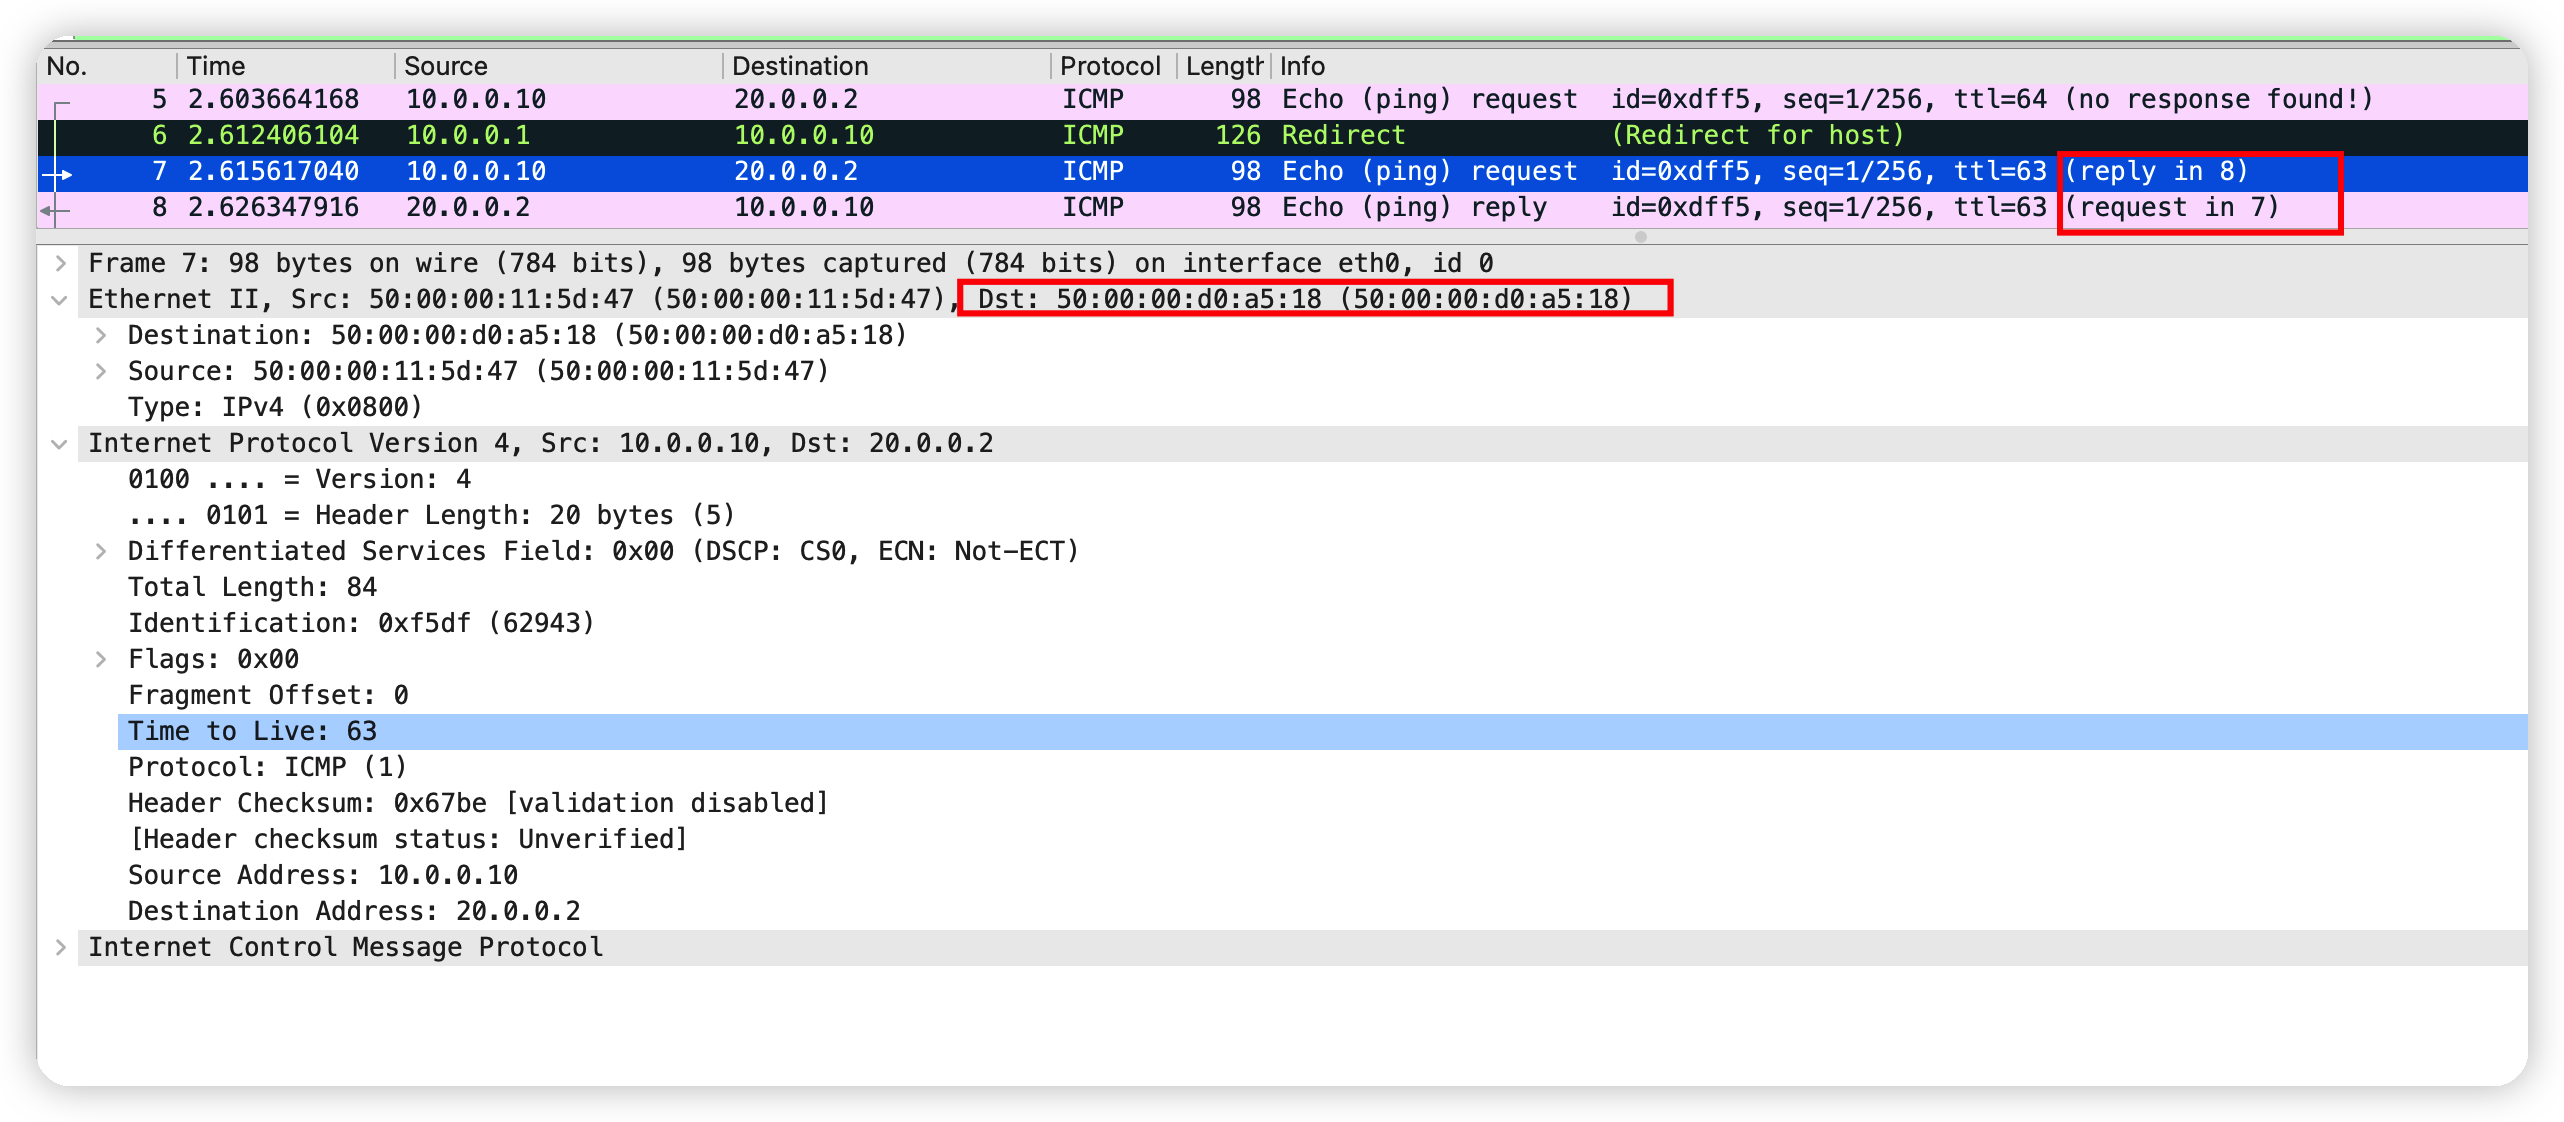 No. Time Source Destination Protocol Length Info
5 2.603664168 10.0.0.10 20.0.0.2 ICMP 98 Echo (ping) request id=0xdff5, seq=1/256, ttl=64 (no response found!)
6 2.612406104 10.0.0.1 10.0.0.10 ICMP 126 Redirect (Redirect for host)
7 2.615617040 10.0.0.10 20.0.0.2 ICMP 98 Echo (ping) request id=0xdff5, seq=1/256, ttl=63 (reply in 8)
8 2.626347916 20.0.0.2 10.0.0.10 ICMP 98 Echo (ping) reply id=0xdff5, seq=1/256, ttl=63 (request in 7)
Frame 7: 98 bytes on wire (784 bits), 98 bytes captured (784 bits) on interface eth0, id 0
Ethernet II, Src: 50:00:00:11:5d:47 (50:00:00:11:5d:47), Dst: 50:00:00:d0:a5:18 (50:00:00:d0:a5:18)
Destination: 50:00:00:d0:a5:18 (50:00:00:d0:a5:18)
Source: 50:00:00:11:5d:47 (50:00:00:11:5d:47)
Type: IPv4 (0x0800)
Internet Protocol Version 4, Src: 10.0.0.10, Dst: 20.0.0.2
0100 .... = Version: 4
.... 0101 = Header Length: 20 bytes (5)
Differentiated Services Field: 0x00 (DSCP: CS0, ECN: Not-ECT)
Total Length: 84
Identification: 0xf5df (62943)
Flags: 0x00
Fragment Offset: 0
Time to Live: 63
Protocol: ICMP (1)
Header Checksum: 0x67be [validation disabled]
[Header checksum status: Unverified]
Source Address: 10.0.0.10
Destination Address: 20.0.0.2
Internet Control Message Protocol